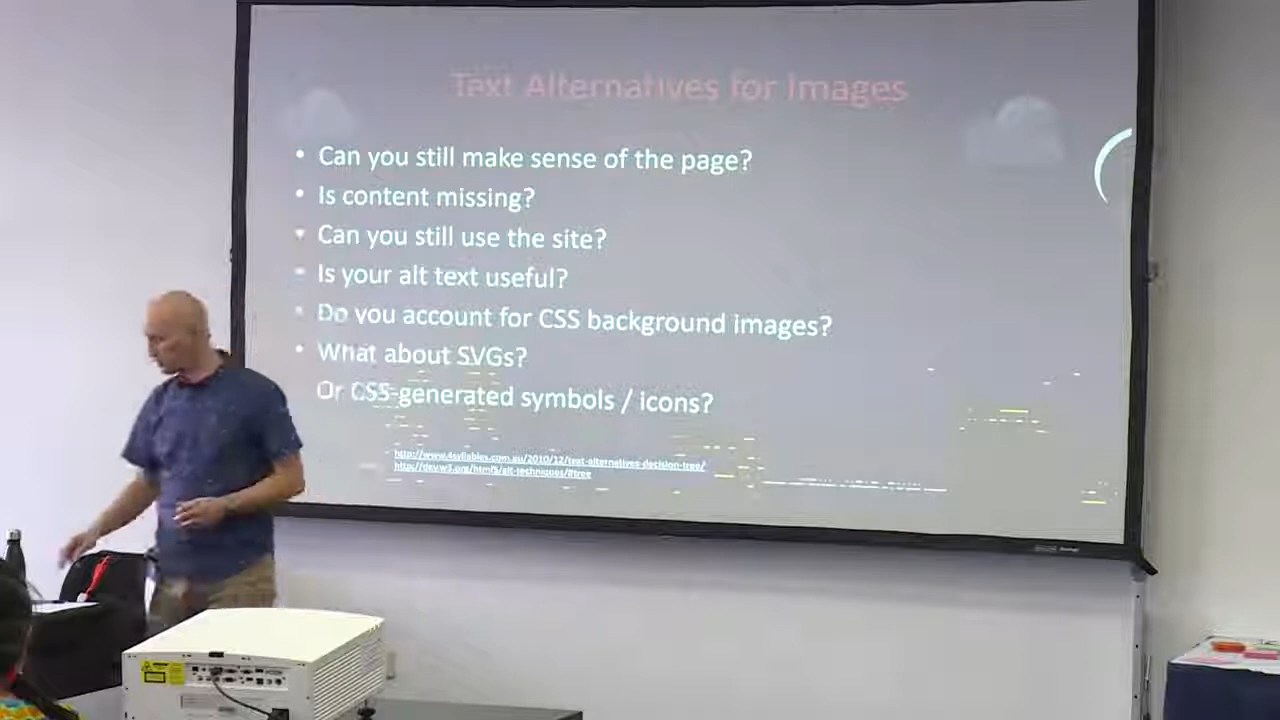 Text Alternatives for Images
• Can you still make sense of the page?
• Is content missing?
• Can you still use the site?
• Is your alt text useful?
• Do you account for CSS background images?
• What about SVGs?
Or CSS-generated symbols / icons?
http://www.4syllables.com.au/2010/12/text-alternatives-decision-tree/
http://dev.w3.org/html5/alt-techniques/#tree